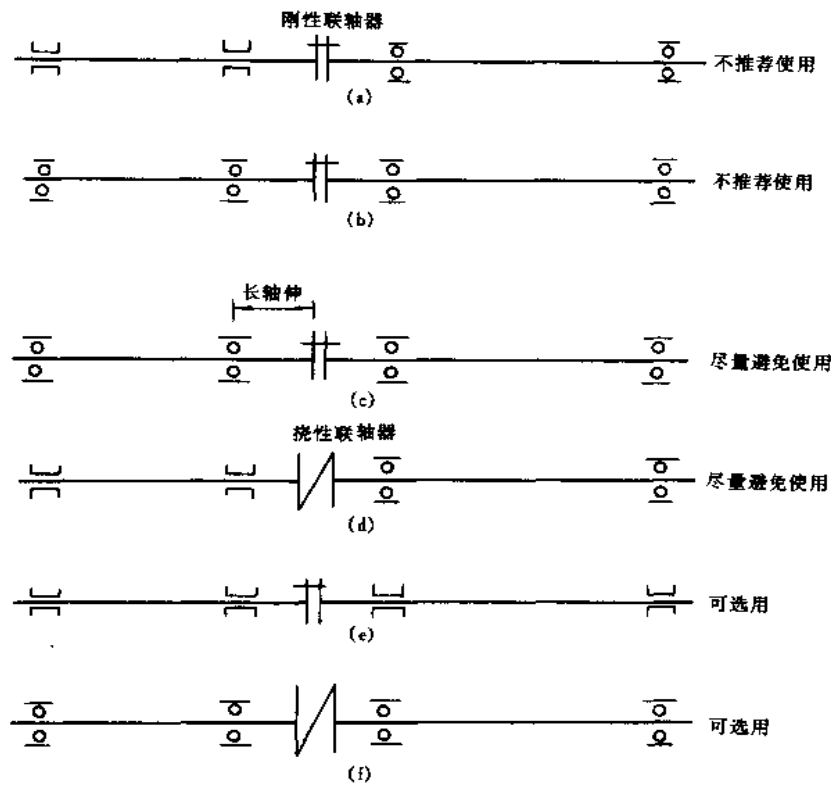 刚性联轴器
不推荐使用
(a)
不推荐使用
(b)
长轴伸
尽量避免使用
(c)
挠性联轴器
尽量避免使用
(d)
可选用
(e)
可选用
(f)